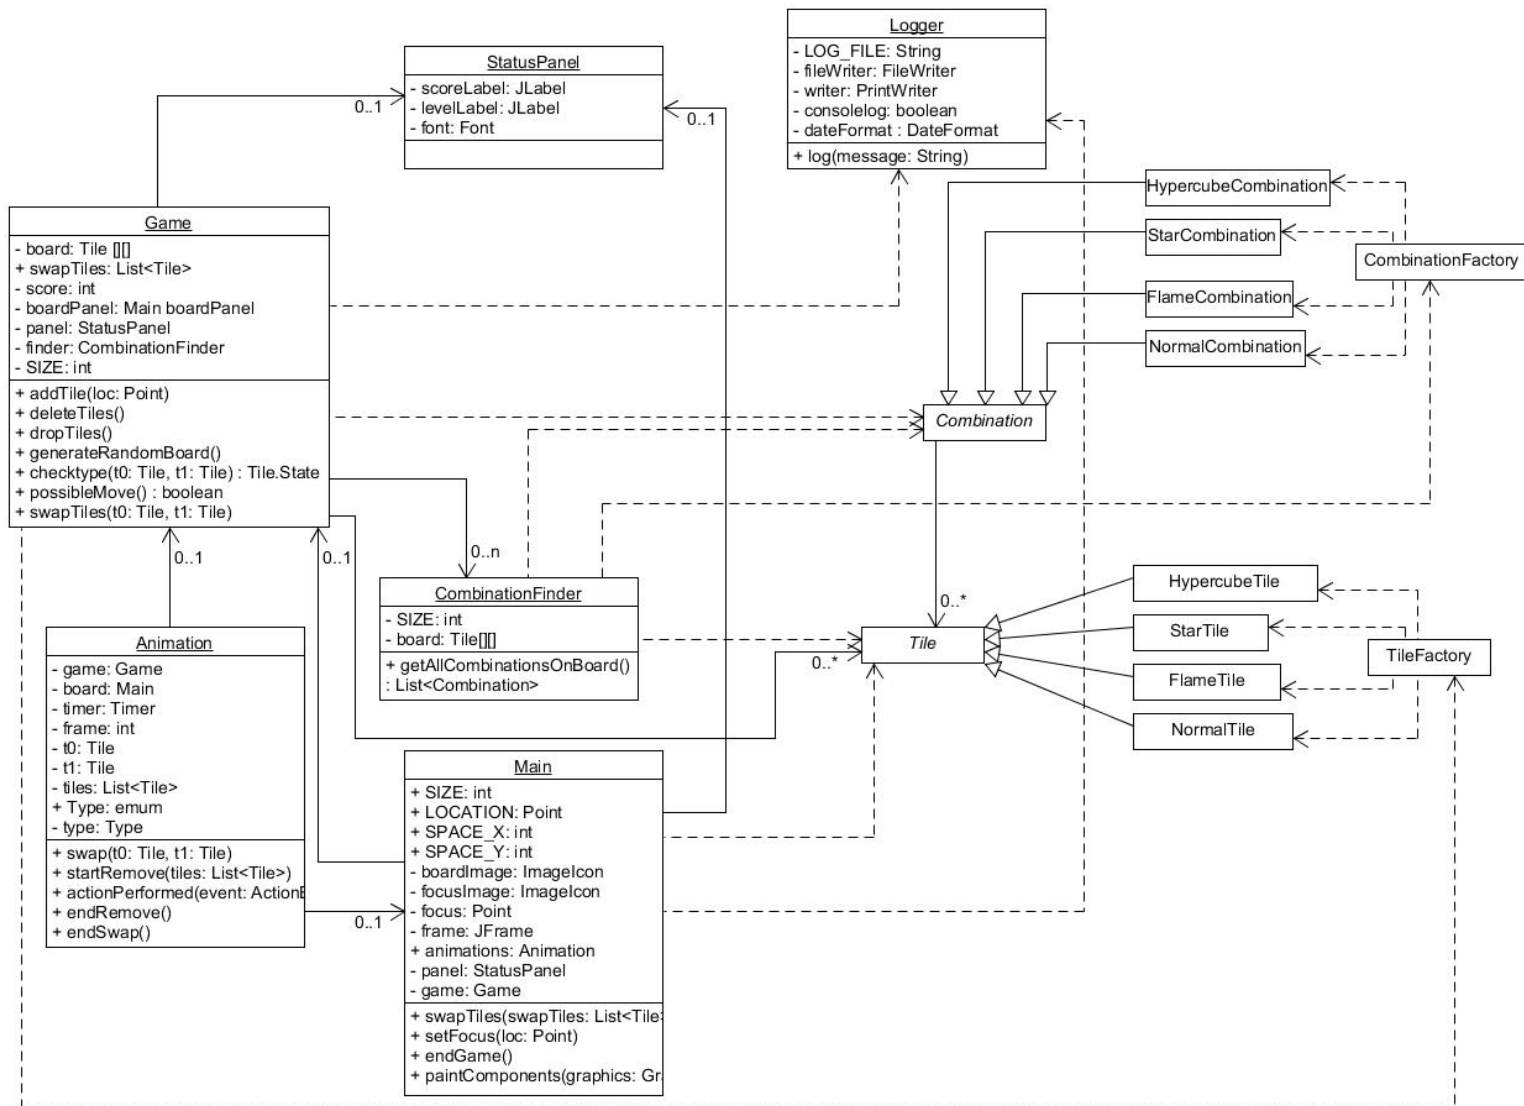 Logger
- LOG_FILE: String
- fileWriter: FileWriter
- writer: PrintWriter
- consolelog: boolean
- dateFormat : DateFormat
+ log(message: String)
StatusPanel
- scoreLabel: JLabel
- levelLabel: JLabel
- font: Font
0..1
0..1
HypercubeCombination
StarCombination
CombinationFactory
FlameCombination
NormalCombination
Combination
Game
- board: Tile [][]
+ swapTiles: List<Tile>
- score: int
- boardPanel: Main boardPanel
- panel: StatusPanel
- finder: CombinationFinder
- SIZE: int
+ addTile(loc: Point)
+ deleteTiles()
+ dropTiles()
+ generateRandomBoard()
+ checktype(t0: Tile, t1: Tile) : Tile.State
+ possibleMove() : boolean
+ swapTiles(t0: Tile, t1: Tile)
0..1
0..1
0..n
CombinationFinder
- SIZE: int
- board: Tile[][]
+ getAllCombinationsOnBoard()
: List<Combination>
0..*
Tile
0..*
HypercubeTile
StarTile
TileFactory
FlameTile
NormalTile
Animation
- game: Game
- board: Main
- timer: Timer
- frame: int
- t0: Tile
- t1: Tile
- tiles: List<Tile>
+ Type: emum
- type: Type
+ swap(t0: Tile, t1: Tile)
+ startRemove(tiles: List<Tile>)
+ actionPerformed(event: ActionE
+ endRemove()
+ endSwap()
0..1
Main
+ SIZE: int
+ LOCATION: Point
+ SPACE_X: int
+ SPACE_Y: int
- boardImage: ImageIcon
- focusImage: ImageIcon
- focus: Point
- frame: JFrame
+ animations: Animation
- panel: StatusPanel
- game: Game
+ swapTiles(swapTiles: List<Tile>
+ setFocus(loc: Point)
+ endGame()
+ paintComponents(graphics: Gr